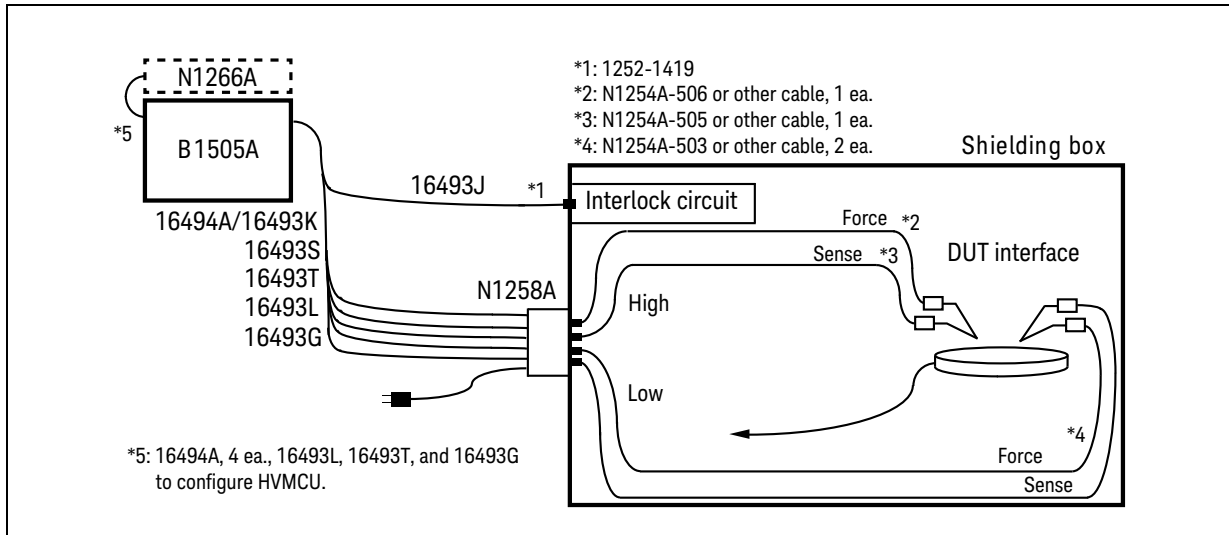 N1266A
*5
B1505A
*1: 1252-1419
*2: N1254A-506 or other cable, 1 ea.
*3: N1254A-505 or other cable, 1 ea.
*4: N1254A-503 or other cable, 2 ea.
Shielding box
16493J
*1
Interlock circuit
16494A/16493K
16493S
16493T
16493L
16493G
N1258A
Force
*2
Sense
*3
DUT interface
High
Low
*4
Force
Sense
*5: 16494A, 4 ea., 16493L, 16493T, and 16493G
to configure HVMCU.